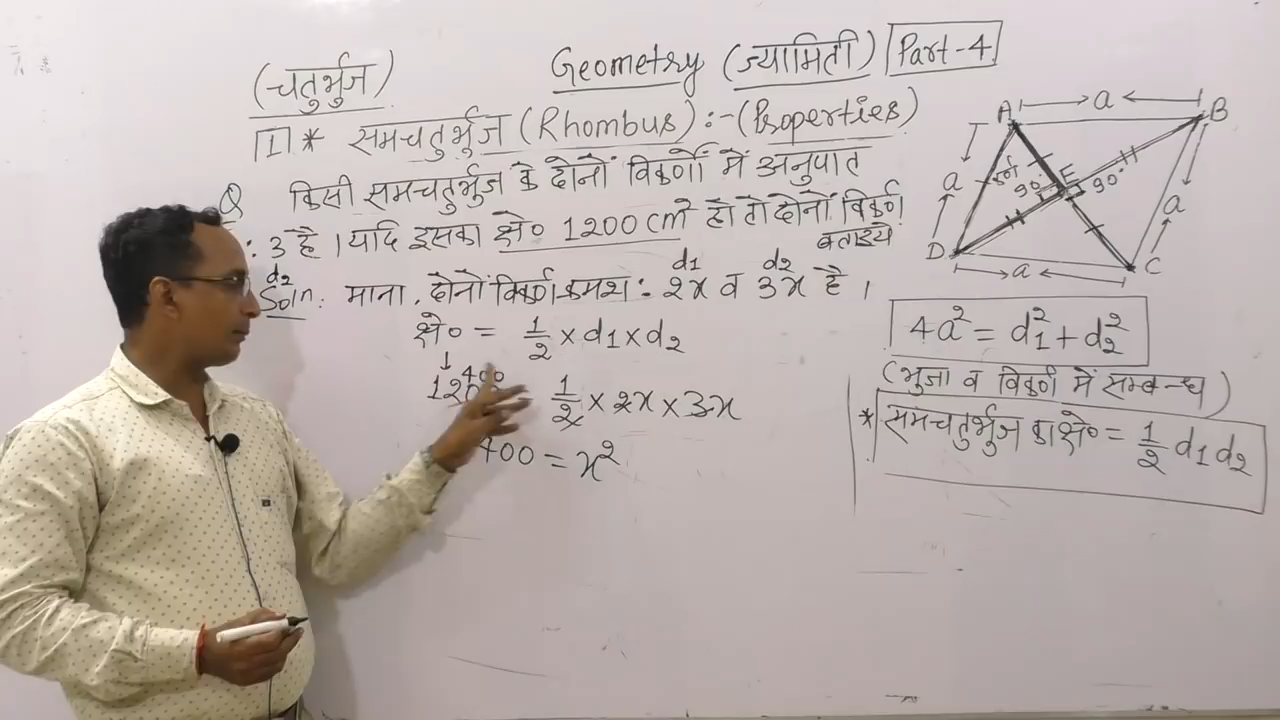 (चतुर्भुज)
Geometry (ज्यामिती) Part-4
1 * समचतुर्भुज (Rhombus) :- (Properties)
Q किसी समचतुर्भुज के दोनों विकर्णों में अनुपात
: 3 है। यदि इसका क्षे० 1200 cm² हो तो दोनों विकर्ण
बताइये
d2
Soln: माना, दोनों विकर्ण क्रमश: 2x व 3x है।
d1 d2
क्षे० = 1/2 × d1 × d2
↓ 400
1200 1/2 × 2x × 3x
400 = x²
A → a ← B
a
90° E 90°
a
D → a ← C
4a² = d1² + d2²
(भुजा व विकर्ण में सम्बन्ध)
* समचतुर्भुज का क्षे० = 1/2 d1 d2